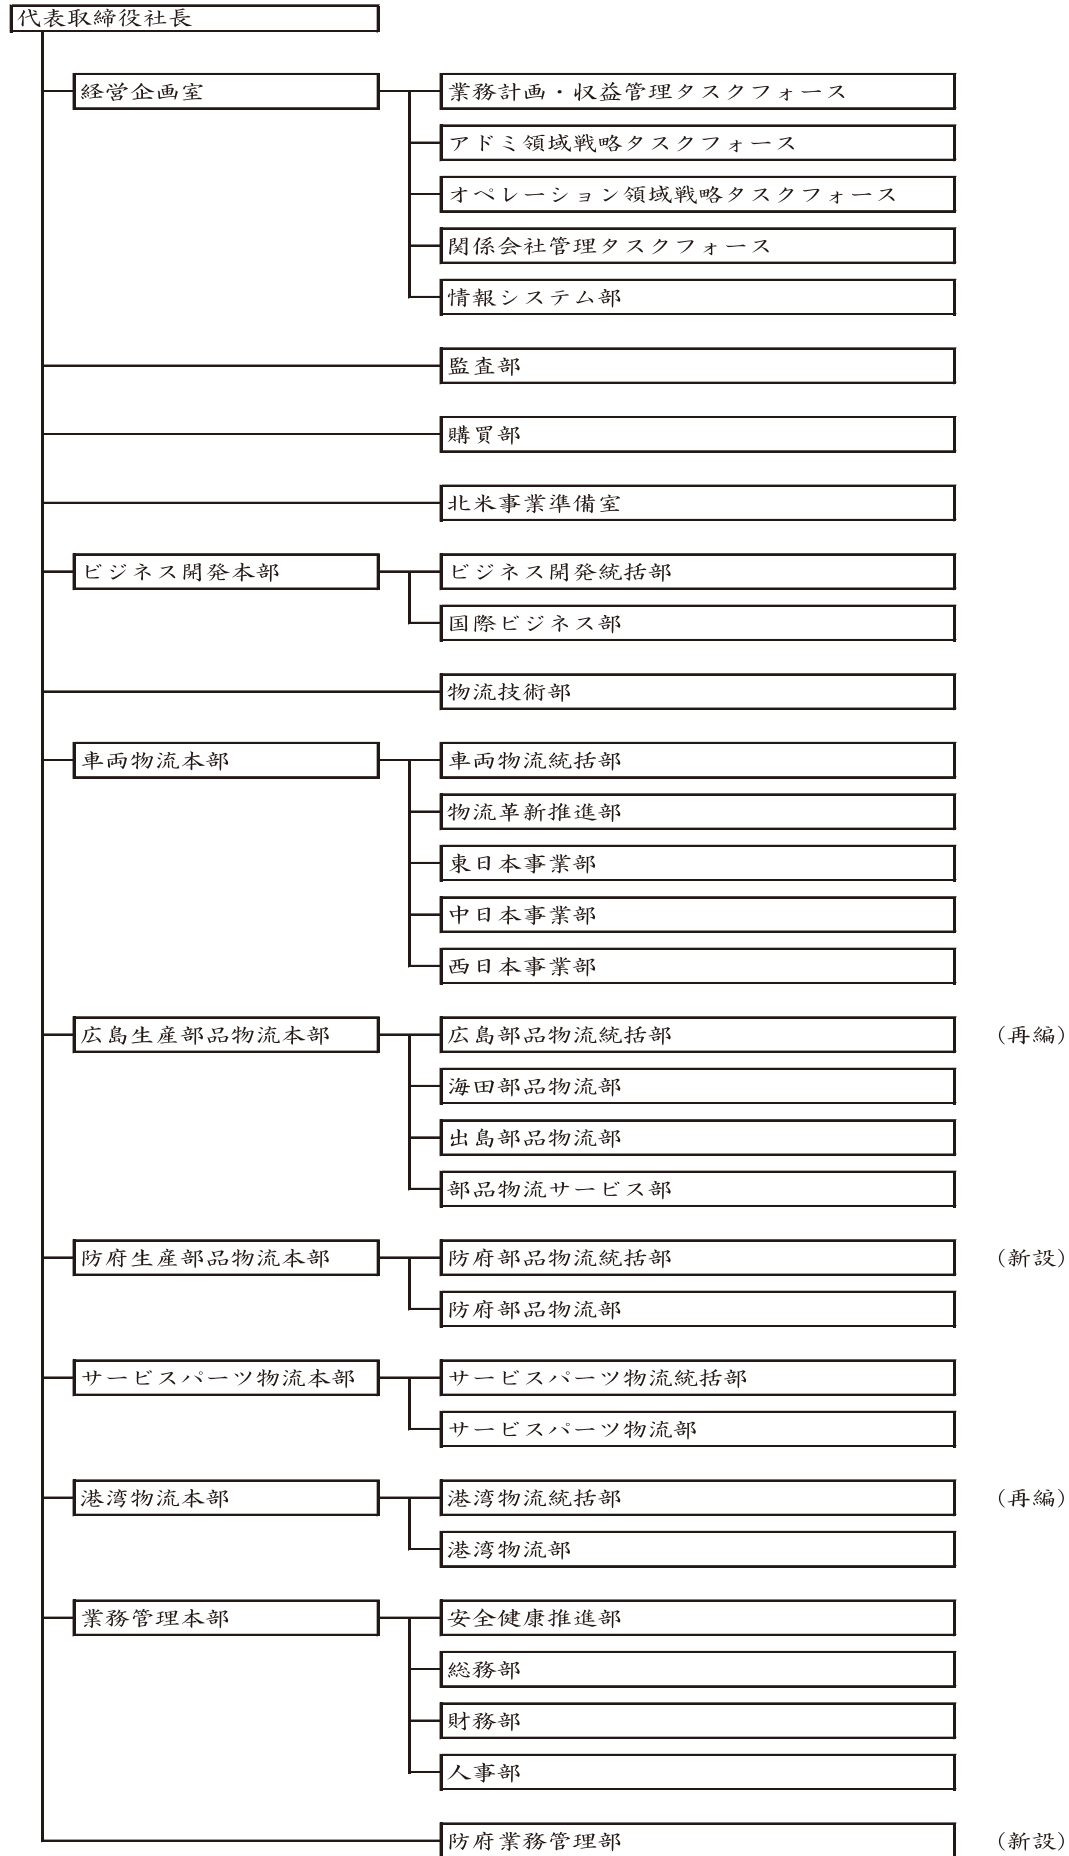 代表取締役社長
経営企画室 業務計画・収益管理タスクフォース
アドミ領域戦略タスクフォース
オペレーション領域戦略タスクフォース
関係会社管理タスクフォース
情報システム部
監査部
購買部
北米事業準備室
ビジネス開発本部 ビジネス開発統括部
国際ビジネス部
物流技術部
車両物流本部 車両物流統括部
物流革新推進部
東日本事業部
中日本事業部
西日本事業部
広島生産部品物流本部 広島部品物流統括部 （再編）
海田部品物流部
出島部品物流部
部品物流サービス部
防府生産部品物流本部 防府部品物流統括部 （新設）
防府部品物流部
サービスパーツ物流本部 サービスパーツ物流統括部
サービスパーツ物流部
港湾物流本部 港湾物流統括部 （再編）
港湾物流部
業務管理本部 安全健康推進部
総務部
財務部
人事部
防府業務管理部 （新設）